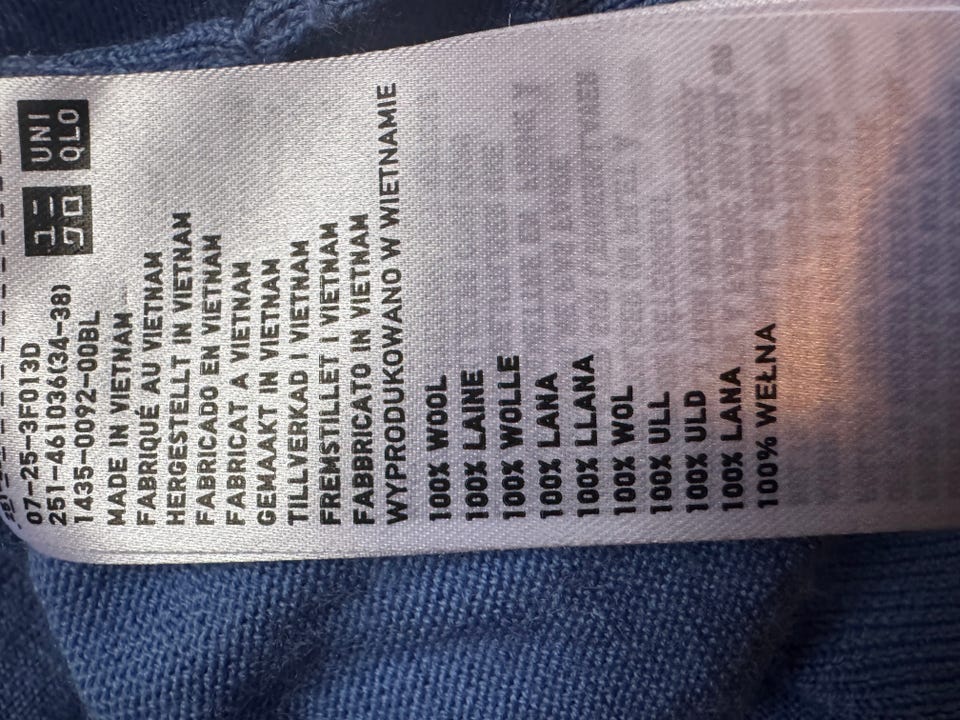 ユニ
クロ
UNI
QLO
07-25-3F013D
251-461036(34-38)
1435-0092-00BL
MADE IN VIETNAM
FABRIQUÉ AU VIETNAM
HERGESTELLT IN VIETNAM
FABRICADO EN VIETNAM
FABRICAT A VIETNAM
GEMAAKT IN VIETNAM
TILLVERKAD I VIETNAM
FREMSTILLET I VIETNAM
FABBRICATO IN VIETNAM
WYPRODUKOWANO W WIETNAMIE
100% WOOL
100% LAINE
100% WOLLE
100% LANA
100% LLANA
100% WOL
100% ULL
100% ULD
100% LANA
100% WEŁNA